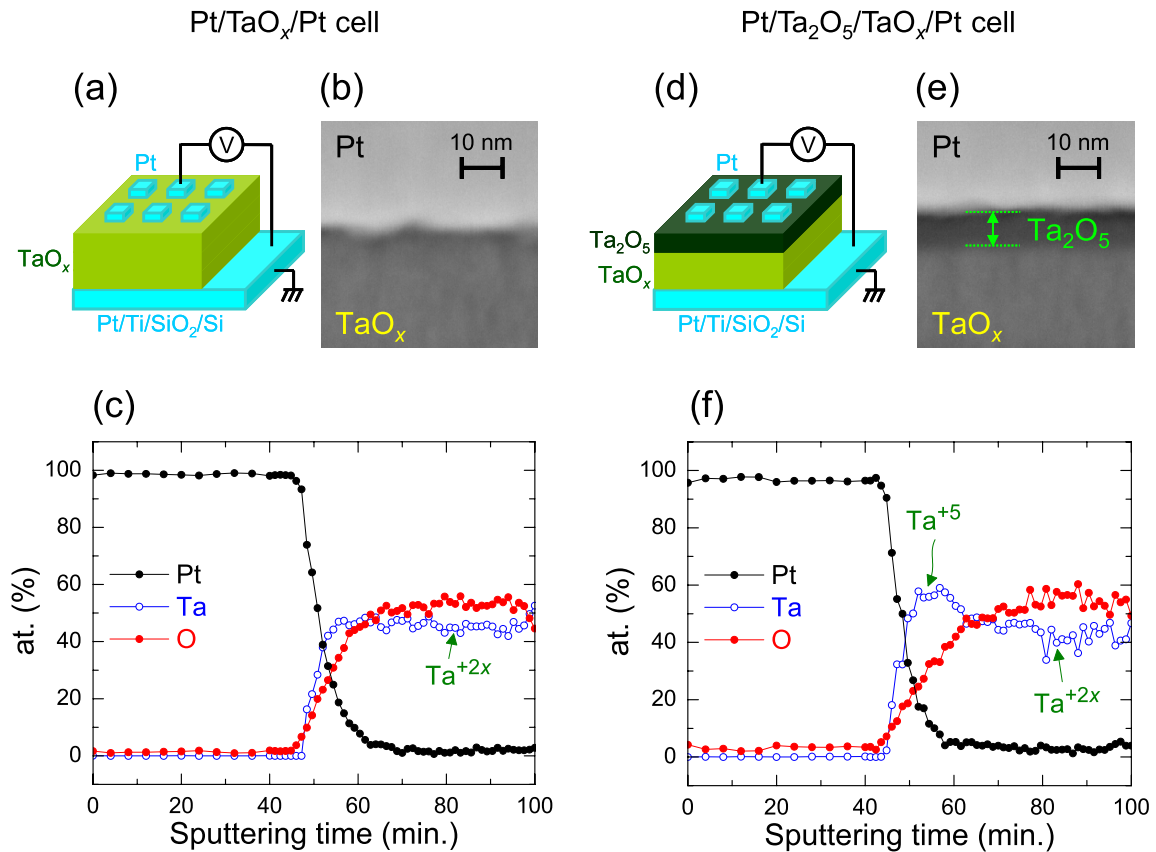 Pt/TaOₓ/Pt cell
Pt/Ta₂O₅/TaOₓ/Pt cell
(a)
V
Pt
TaOₓ
Pt/Ti/SiO₂/Si
(b)
Pt
10 nm
TaOₓ
(d)
V
Pt
Ta₂O₅
TaOₓ
Pt/Ti/SiO₂/Si
(e)
Pt
10 nm
Ta₂O₅
TaOₓ
(c)
100
80
60
40
20
0
at. (%)
Pt
Ta
O
Ta⁺²ˣ
0 20 40 60 80 100
Sputtering time (min.)
(f)
100
80
60
40
20
0
at. (%)
Pt
Ta
O
Ta⁺⁵
Ta⁺²ˣ
0 20 40 60 80 100
Sputtering time (min.)